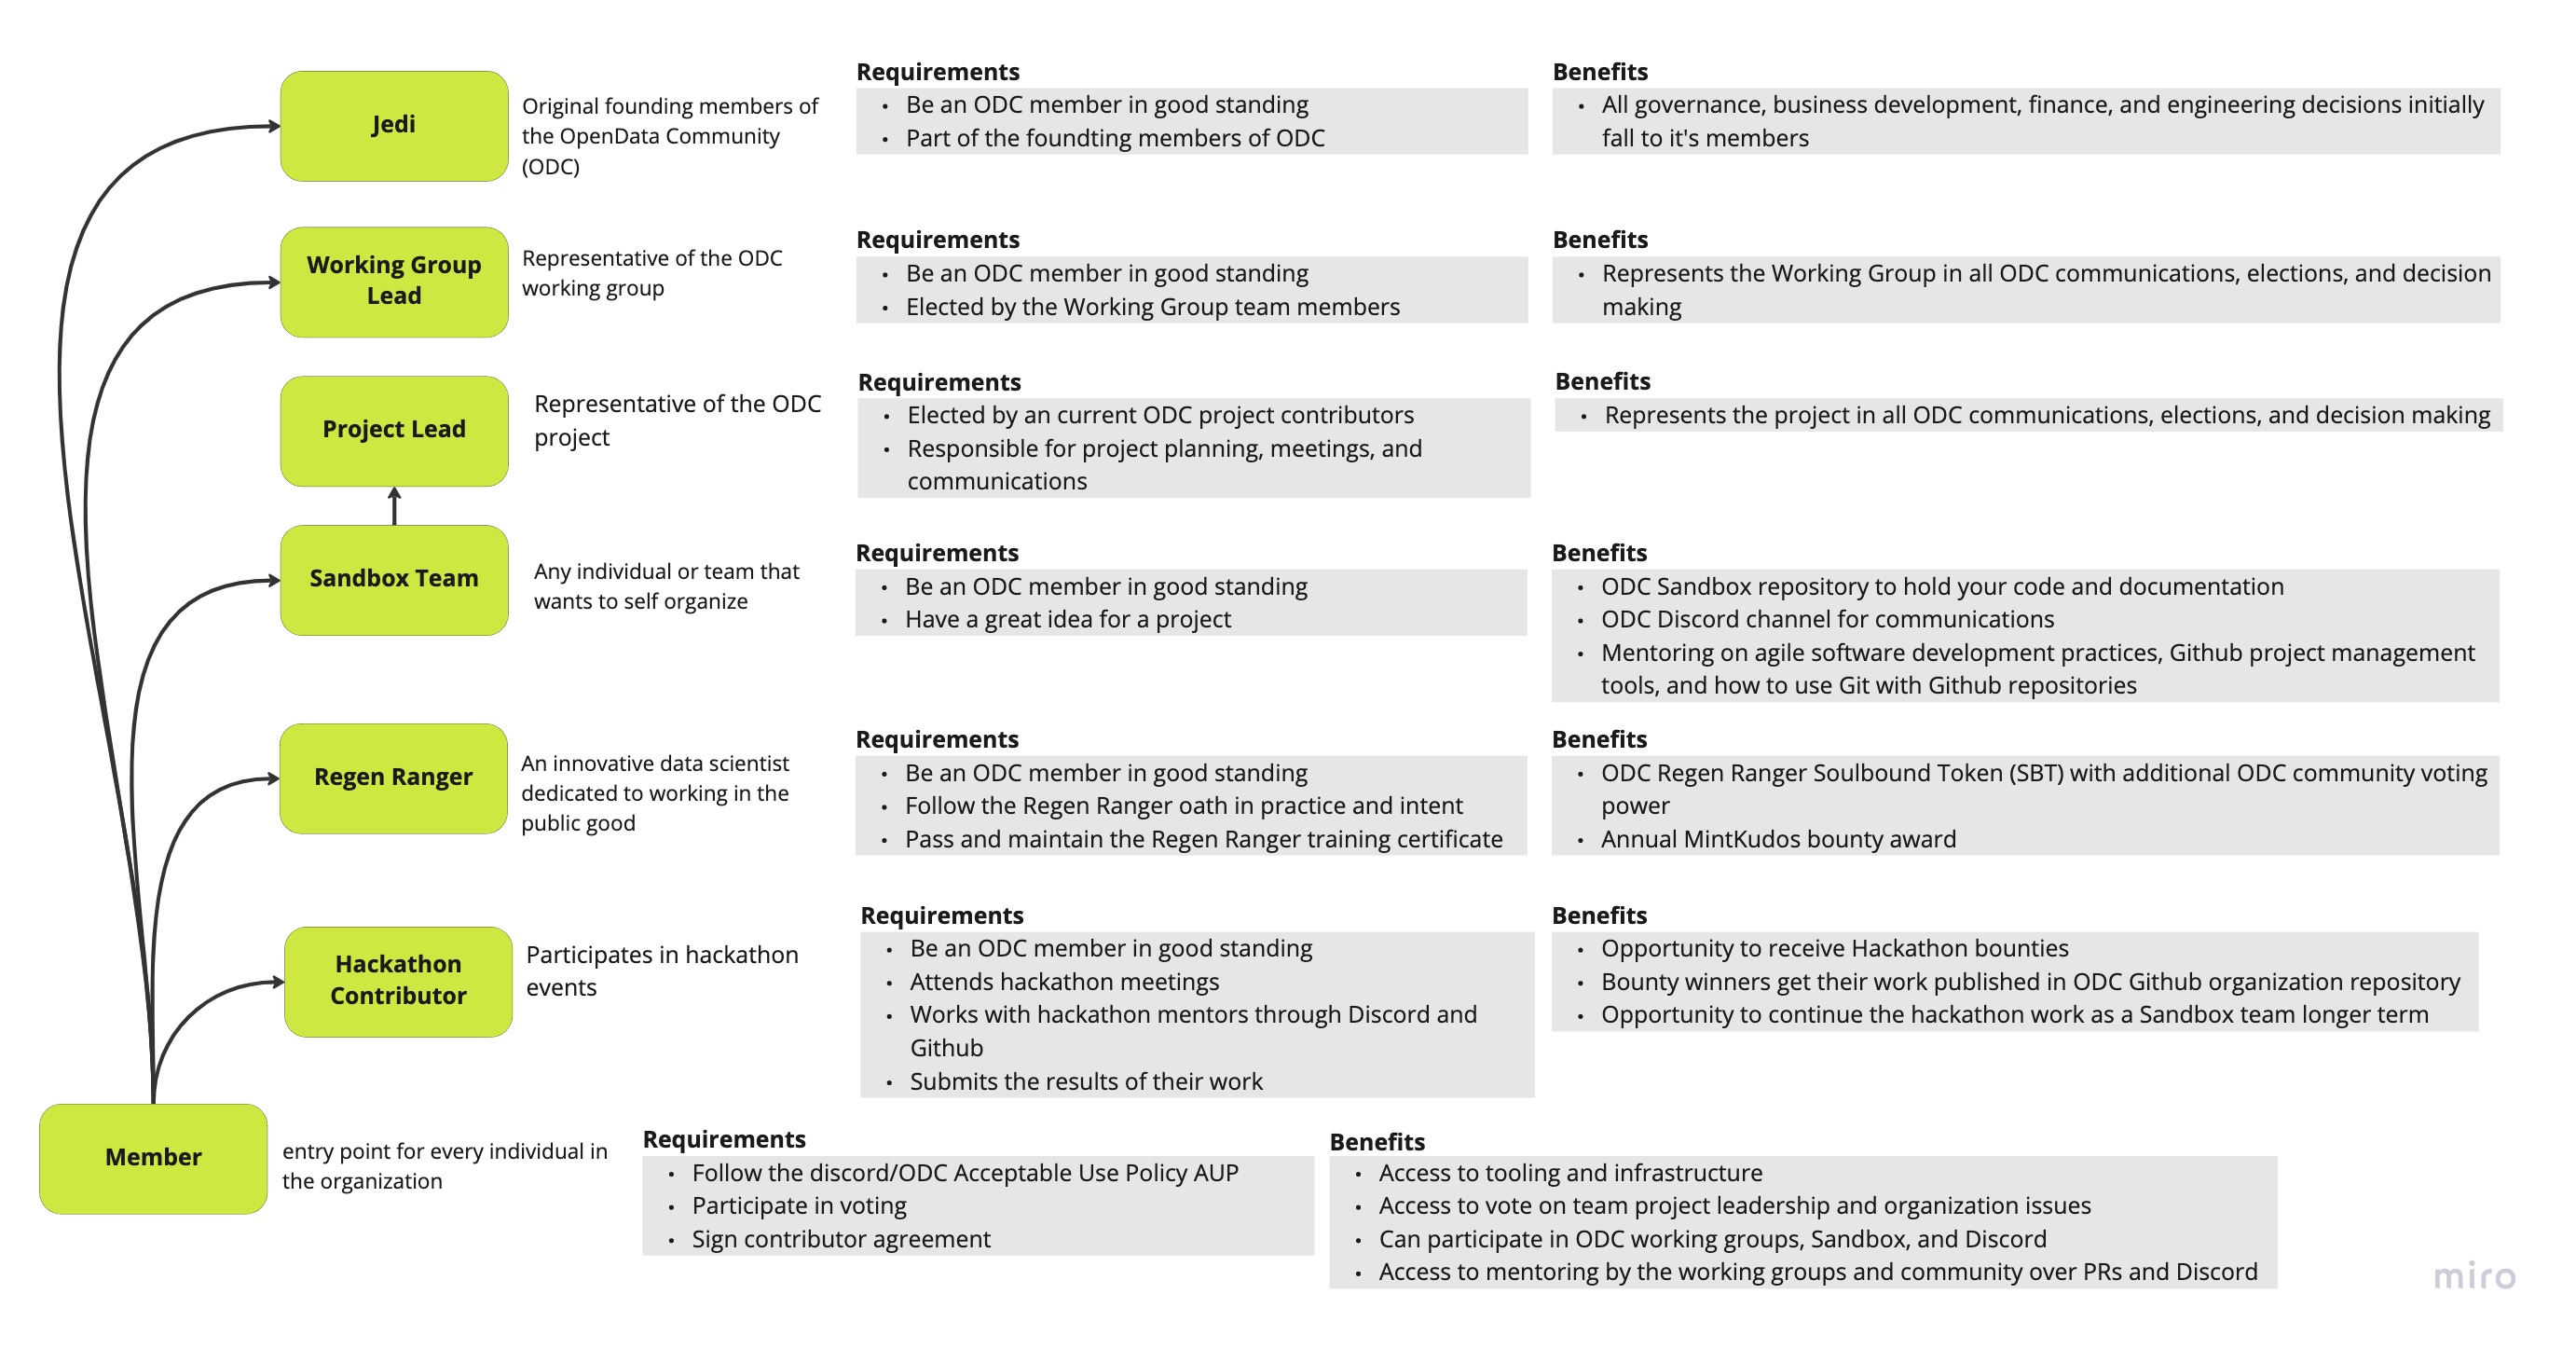 Jedi
Original founding members of
the OpenData Community
(ODC)
Requirements
• Be an ODC member in good standing
• Part of the foundting members of ODC
Benefits
• All governance, business development, finance, and engineering decisions initially
fall to it's members
Working Group
Lead
Representative of the ODC
working group
Requirements
• Be an ODC member in good standing
• Elected by the Working Group team members
Benefits
• Represents the Working Group in all ODC communications, elections, and decision
making
Project Lead
Representative of the ODC
project
Requirements
• Elected by an current ODC project contributors
• Responsible for project planning, meetings, and
communications
Benefits
• Represents the project in all ODC communications, elections, and decision making
Sandbox Team
Any individual or team that
wants to self organize
Requirements
• Be an ODC member in good standing
• Have a great idea for a project
Benefits
• ODC Sandbox repository to hold your code and documentation
• ODC Discord channel for communications
• Mentoring on agile software development practices, Github project management
tools, and how to use Git with Github repositories
Regen Ranger
An innovative data scientist
dedicated to working in the
public good
Requirements
• Be an ODC member in good standing
• Follow the Regen Ranger oath in practice and intent
• Pass and maintain the Regen Ranger training certificate
Benefits
• ODC Regen Ranger Soulbound Token (SBT) with additional ODC community voting
power
• Annual MintKudos bounty award
Hackathon
Contributor
Participates in hackathon
events
Requirements
• Be an ODC member in good standing
• Attends hackathon meetings
• Works with hackathon mentors through Discord and
Github
• Submits the results of their work
Benefits
• Opportunity to receive Hackathon bounties
• Bounty winners get their work published in ODC Github organization repository
• Opportunity to continue the hackathon work as a Sandbox team longer term
Member
entry point for every individual in
the organization
Requirements
• Follow the discord/ODC Acceptable Use Policy AUP
• Participate in voting
• Sign contributor agreement
Benefits
• Access to tooling and infrastructure
• Access to vote on team project leadership and organization issues
• Can participate in ODC working groups, Sandbox, and Discord
• Access to mentoring by the working groups and community over PRs and Discord
miro